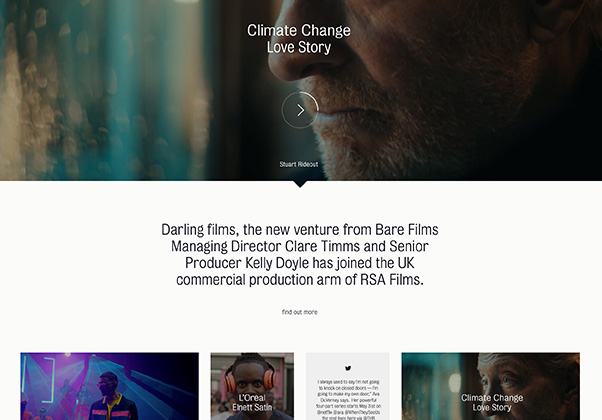 Climate Change
Love Story
Stuart Rideout
Darling films, the new venture from Bare Films
Managing Director Clare Timms and Senior
Producer Kelly Doyle has joined the UK
commercial production arm of RSA Films.
find out more
L'Oreal
Elnett Satin
I always used to say I'm not going
to knock on closed doors — I'm
going to make my own door," Ava
DuVernay says. Her powerful
four-part series starts May 31st on
Climate Change
Love Story